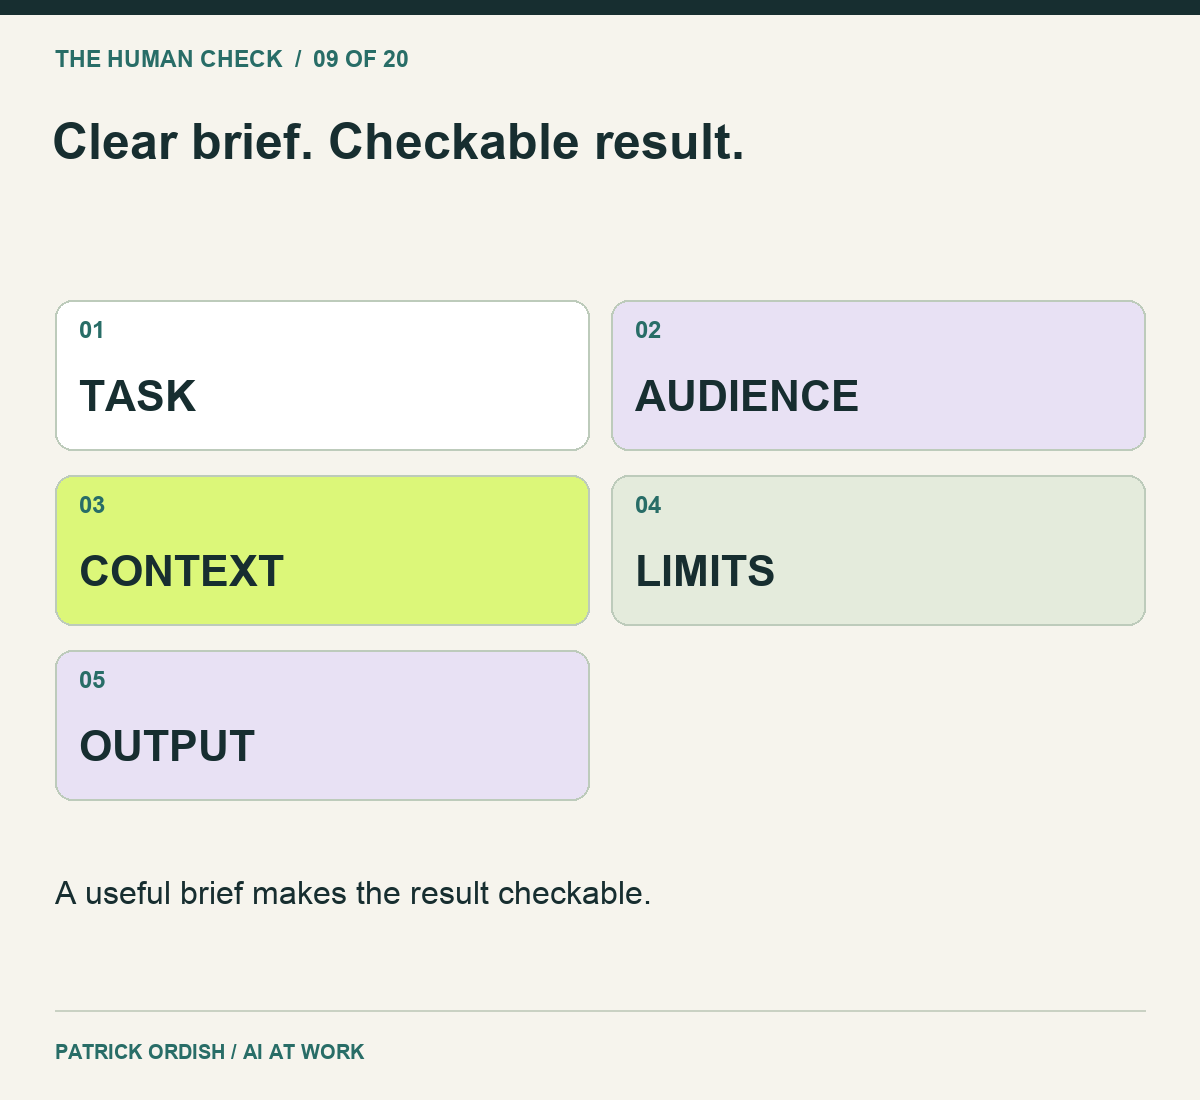 THE HUMAN CHECK / 09 OF 20
Clear brief. Checkable result.
01
TASK
02
AUDIENCE
03
CONTEXT
04
LIMITS
05
OUTPUT
A useful brief makes the result checkable.
PATRICK ORDISH / AI AT WORK